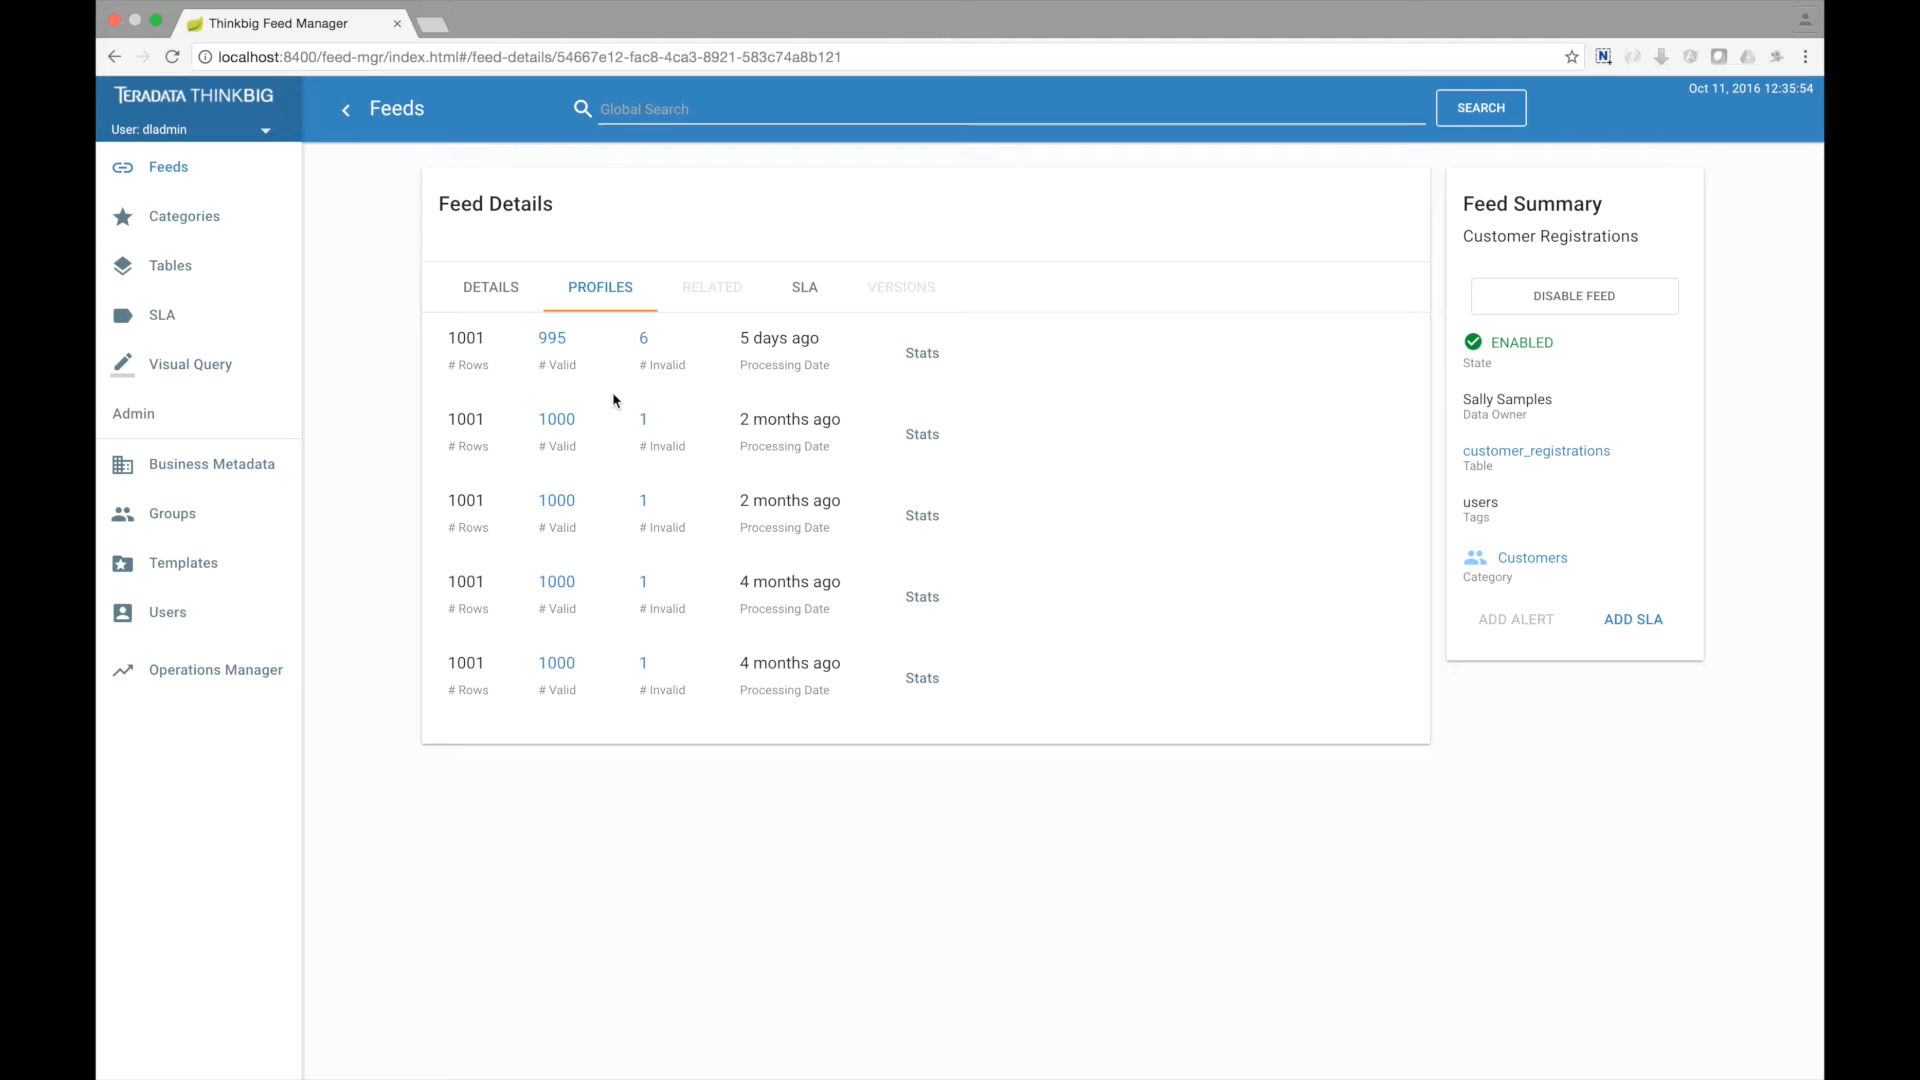 Thinkbig Feed Manager
localhost:8400/feed-mgr/index.html#/feed-details/54667e12-fac8-4ca3-8921-583c74a8b121
TERADATA THINKBIG
User: dladmin
Feeds
Global Search
SEARCH
Oct 11, 2016 12:35:54
Feeds
Categories
Tables
SLA
Visual Query
Admin
Business Metadata
Groups
Templates
Users
Operations Manager
Feed Details
DETAILS PROFILES RELATED SLA VERSIONS
1001 995 6 5 days ago Stats
# Rows # Valid # Invalid Processing Date
1001 1000 1 2 months ago Stats
# Rows # Valid # Invalid Processing Date
1001 1000 1 2 months ago Stats
# Rows # Valid # Invalid Processing Date
1001 1000 1 4 months ago Stats
# Rows # Valid # Invalid Processing Date
1001 1000 1 4 months ago Stats
# Rows # Valid # Invalid Processing Date
Feed Summary
Customer Registrations
DISABLE FEED
ENABLED
State
Sally Samples
Data Owner
customer_registrations
Table
users
Tags
Customers
Category
ADD ALERT ADD SLA